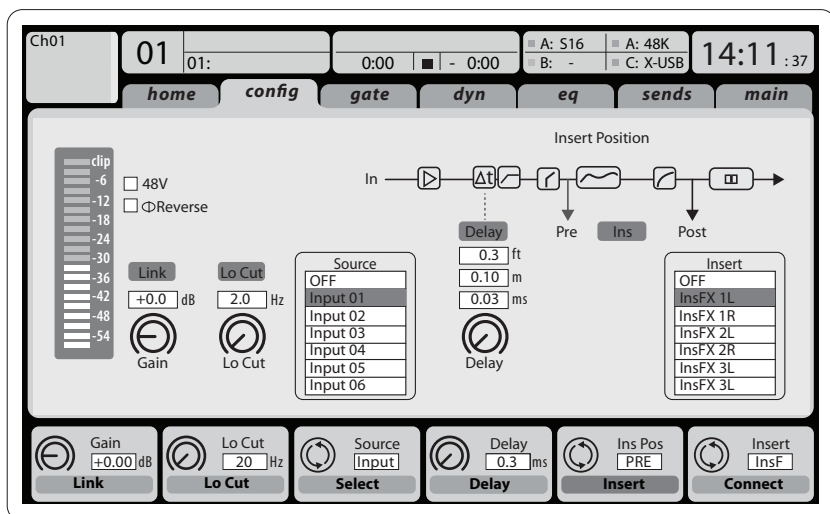 Ch01
01
01:
0:00
- 0:00
A: S16
A: 48K
B: -
C: X-USB
14:11 : 37
home config gate dyn eq sends main
Insert Position
clip
-6
-12
-18
-24
-30
-36
-42
-48
-54
48V
ΦReverse
In
Δt
Pre
Ins
Post
Delay
0.3 ft
0.10 m
0.03 ms
Delay
Link
+0.0 dB
Gain
Lo Cut
2.0 Hz
Lo Cut
Source
OFF
Input 01
Input 02
Input 03
Input 04
Input 05
Input 06
Insert
OFF
InsFX 1L
InsFX 1R
InsFX 2L
InsFX 2R
InsFX 3L
InsFX 3L
Gain
+0.00 dB
Link
Lo Cut
20 Hz
Lo Cut
Source
Input
Select
Delay
0.3 ms
Delay
Ins Pos
PRE
Insert
Insert
InsF
Connect